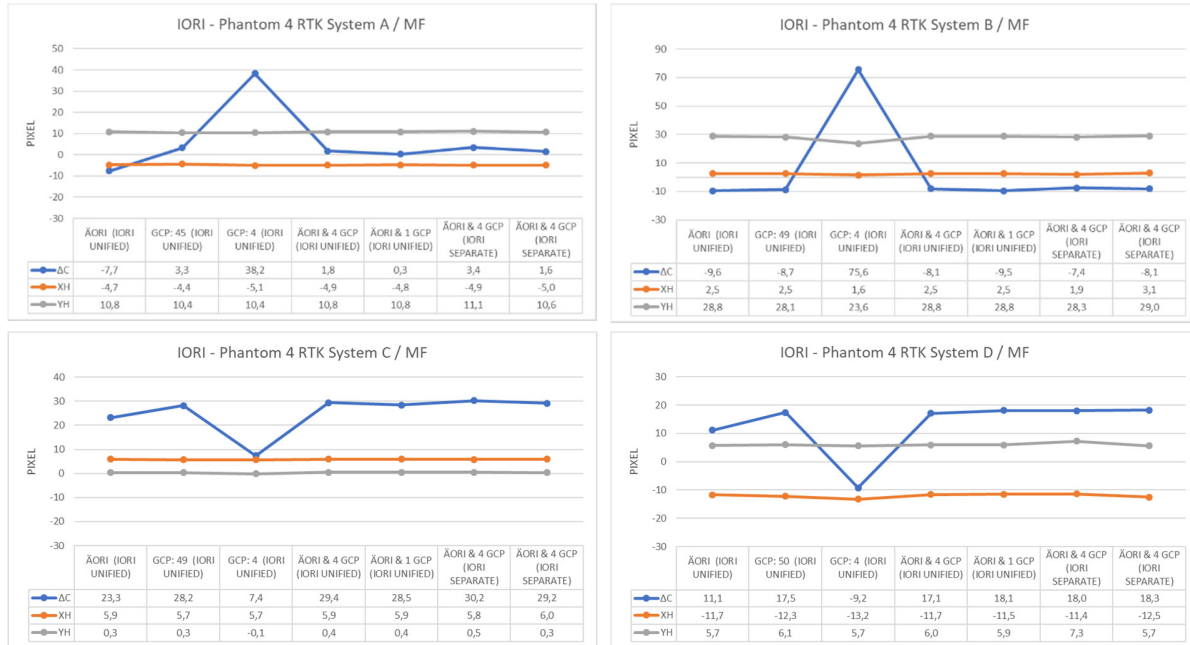 IORI - Phantom 4 RTK System A / MF
50
40
30
20
10
0
-10
-20
-30
PIXEL
ÄORI (IORI UNIFIED) GCP: 45 (IORI UNIFIED) GCP: 4 (IORI UNIFIED) ÄORI & 4 GCP (IORI UNIFIED) ÄORI & 1 GCP (IORI UNIFIED) ÄORI & 4 GCP (IORI SEPARATE) ÄORI & 4 GCP (IORI SEPARATE)
ΔC -7,7 3,3 38,2 1,8 0,3 3,4 1,6
XH -4,7 -4,4 -5,1 -4,9 -4,8 -4,9 -5,0
YH 10,8 10,4 10,4 10,8 10,8 11,1 10,6
IORI - Phantom 4 RTK System B / MF
90
70
50
30
10
-10
-30
PIXEL
ÄORI (IORI UNIFIED) GCP: 49 (IORI UNIFIED) GCP: 4 (IORI UNIFIED) ÄORI & 4 GCP (IORI UNIFIED) ÄORI & 1 GCP (IORI UNIFIED) ÄORI & 4 GCP (IORI SEPARATE) ÄORI & 4 GCP (IORI SEPARATE)
ΔC -9,6 -8,7 75,6 -8,1 -9,5 -7,4 -8,1
XH 2,5 2,5 1,6 2,5 2,5 1,9 3,1
YH 28,8 28,1 23,6 28,8 28,8 28,3 29,0
IORI - Phantom 4 RTK System C / MF
40
30
20
10
0
-10
-20
-30
PIXEL
ÄORI (IORI UNIFIED) GCP: 49 (IORI UNIFIED) GCP: 4 (IORI UNIFIED) ÄORI & 4 GCP (IORI UNIFIED) ÄORI & 1 GCP (IORI UNIFIED) ÄORI & 4 GCP (IORI SEPARATE) ÄORI & 4 GCP (IORI SEPARATE)
ΔC 23,3 28,2 7,4 29,4 28,5 30,2 29,2
XH 5,9 5,7 5,7 5,9 5,9 5,8 6,0
YH 0,3 0,3 -0,1 0,4 0,4 0,5 0,3
IORI - Phantom 4 RTK System D / MF
30
20
10
0
-10
-20
-30
PIXEL
ÄORI (IORI UNIFIED) GCP: 50 (IORI UNIFIED) GCP: 4 (IORI UNIFIED) ÄORI & 4 GCP (IORI UNIFIED) ÄORI & 1 GCP (IORI UNIFIED) ÄORI & 4 GCP (IORI SEPARATE) ÄORI & 4 GCP (IORI SEPARATE)
ΔC 11,1 17,5 -9,2 17,1 18,1 18,0 18,3
XH -11,7 -12,3 -13,2 -11,7 -11,5 -11,4 -12,5
YH 5,7 6,1 5,7 6,0 5,9 7,3 5,7